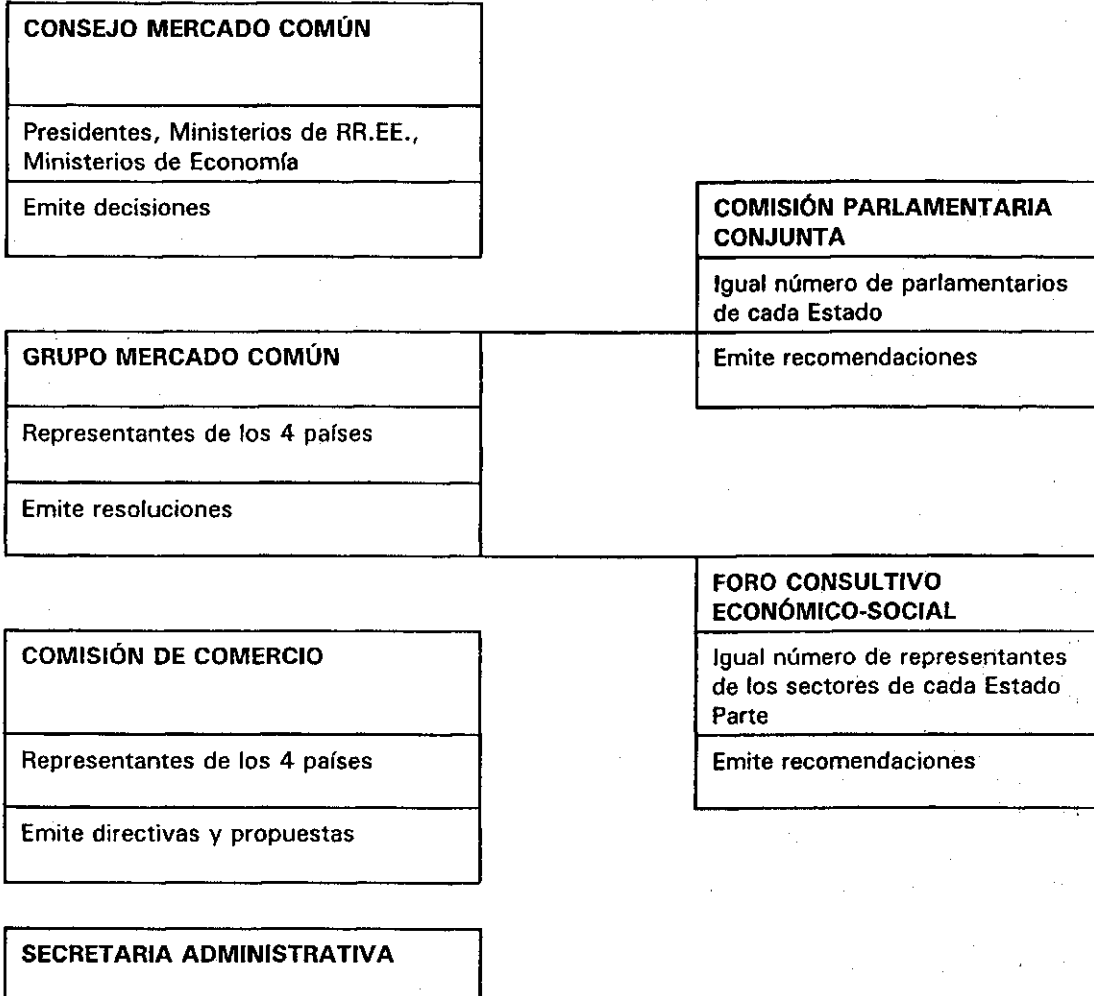 CONSEJO MERCADO COMÚN
Presidentes, Ministerios de RR.EE.,
Ministerios de Economía
Emite decisiones
COMISIÓN PARLAMENTARIA
CONJUNTA
Igual número de parlamentarios
de cada Estado
Emite recomendaciones
GRUPO MERCADO COMÚN
Representantes de los 4 países
Emite resoluciones
FORO CONSULTIVO
ECONÓMICO-SOCIAL
Igual número de representantes
de los sectores de cada Estado
Parte
Emite recomendaciones
COMISIÓN DE COMERCIO
Representantes de los 4 países
Emite directivas y propuestas
SECRETARIA ADMINISTRATIVA